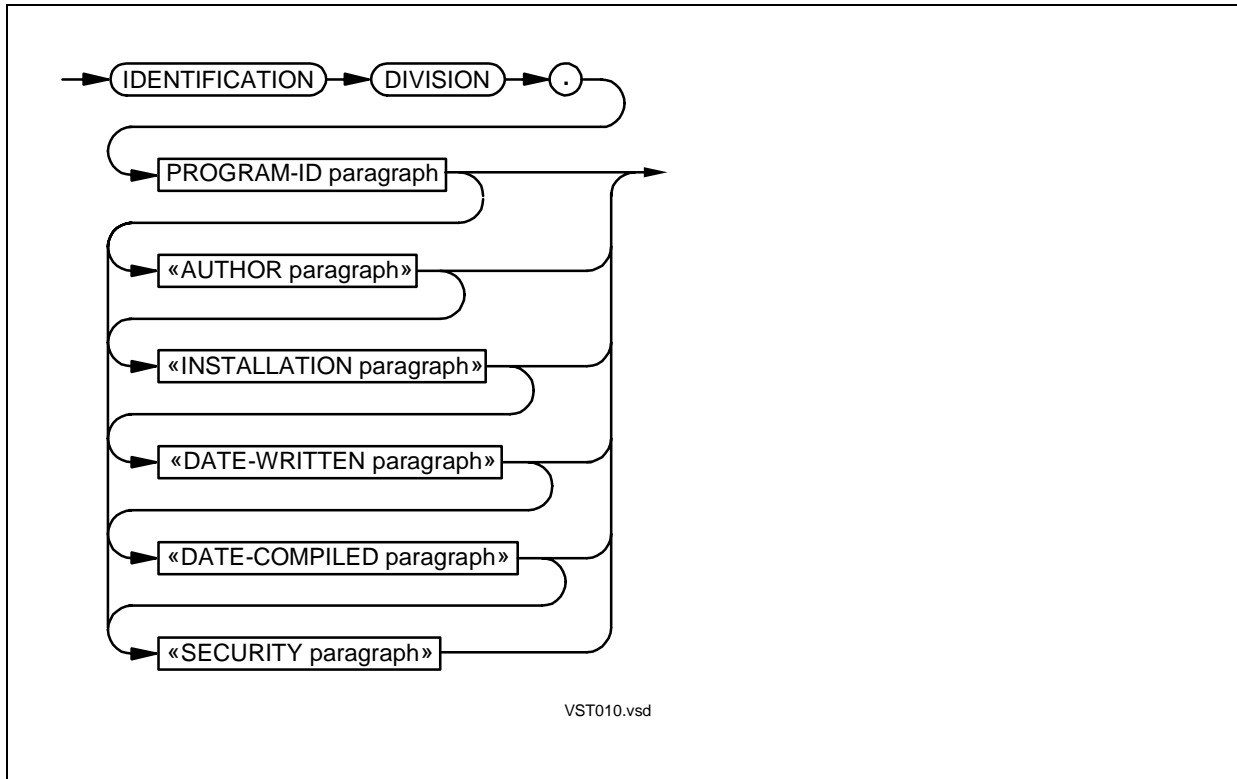 IDENTIFICATION DIVISION .
PROGRAM-ID paragraph
«AUTHOR paragraph»
«INSTALLATION paragraph»
«DATE-WRITTEN paragraph»
«DATE-COMPILED paragraph»
«SECURITY paragraph»
VST010.vsd